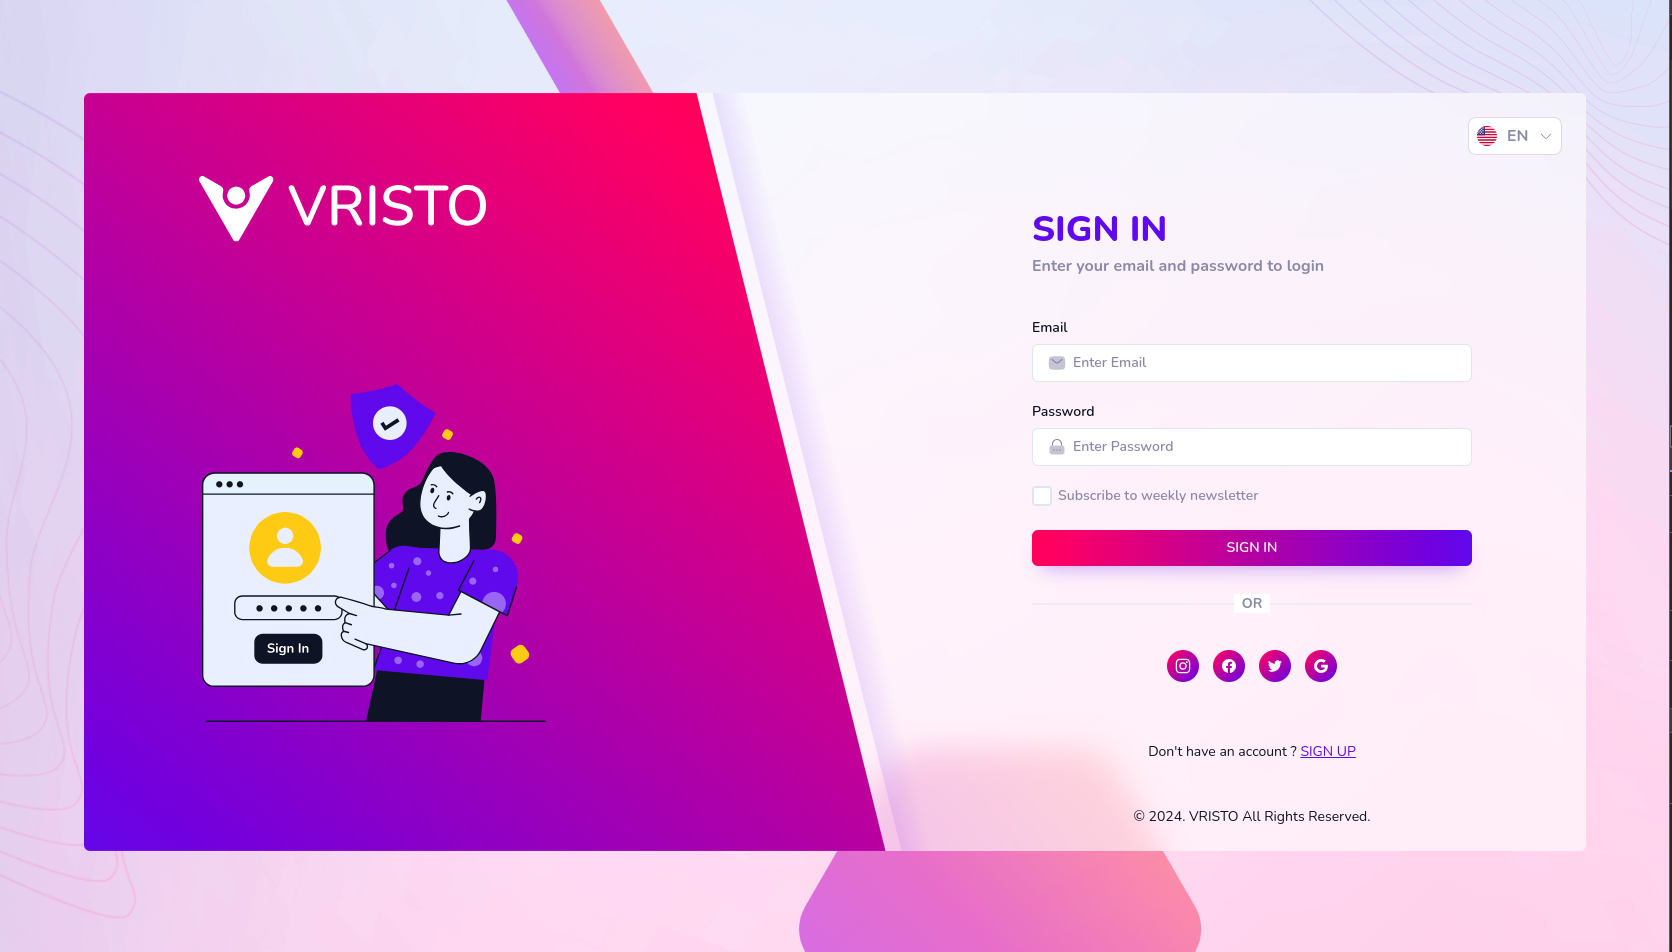 VRISTO
Sign In
EN
SIGN IN
Enter your email and password to login
Email
Enter Email
Password
Enter Password
Subscribe to weekly newsletter
SIGN IN
OR
Don't have an account ? SIGN UP
© 2024. VRISTO All Rights Reserved.